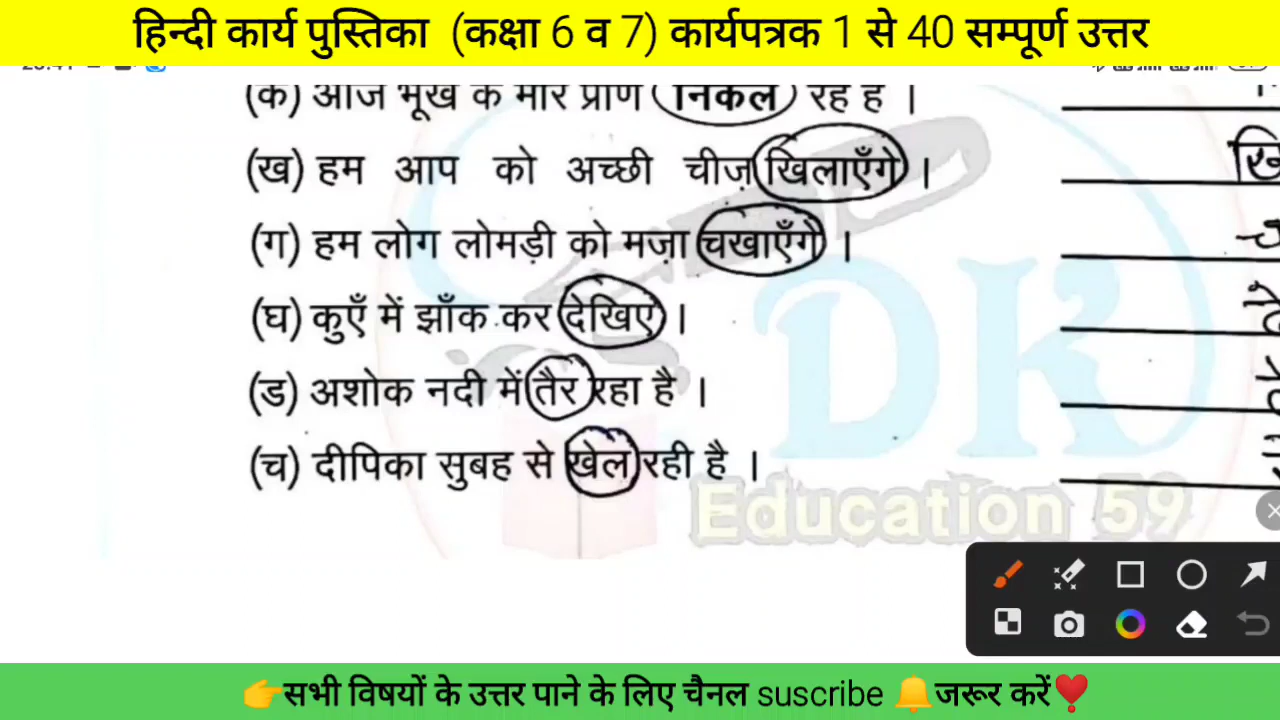 हिन्दी कार्य पुस्तिका (कक्षा 6 व 7) कार्यपत्रक 1 से 40 सम्पूर्ण उत्तर
(क) आज भूख के मारे प्राण निकल रहे हैं ।
(ख) हम आप को अच्छी चीज़ खिलाएँगे ।
(ग) हम लोग लोमड़ी को मज़ा चखाएँगे ।
(घ) कुएँ में झाँक कर देखिए ।
(ड) अशोक नदी में तैर रहा है ।
(च) दीपिका सुबह से खेल रही है ।
DK
Education 59
👉सभी विषयों के उत्तर पाने के लिए चैनल suscribe 🔔जरूर करें❣️